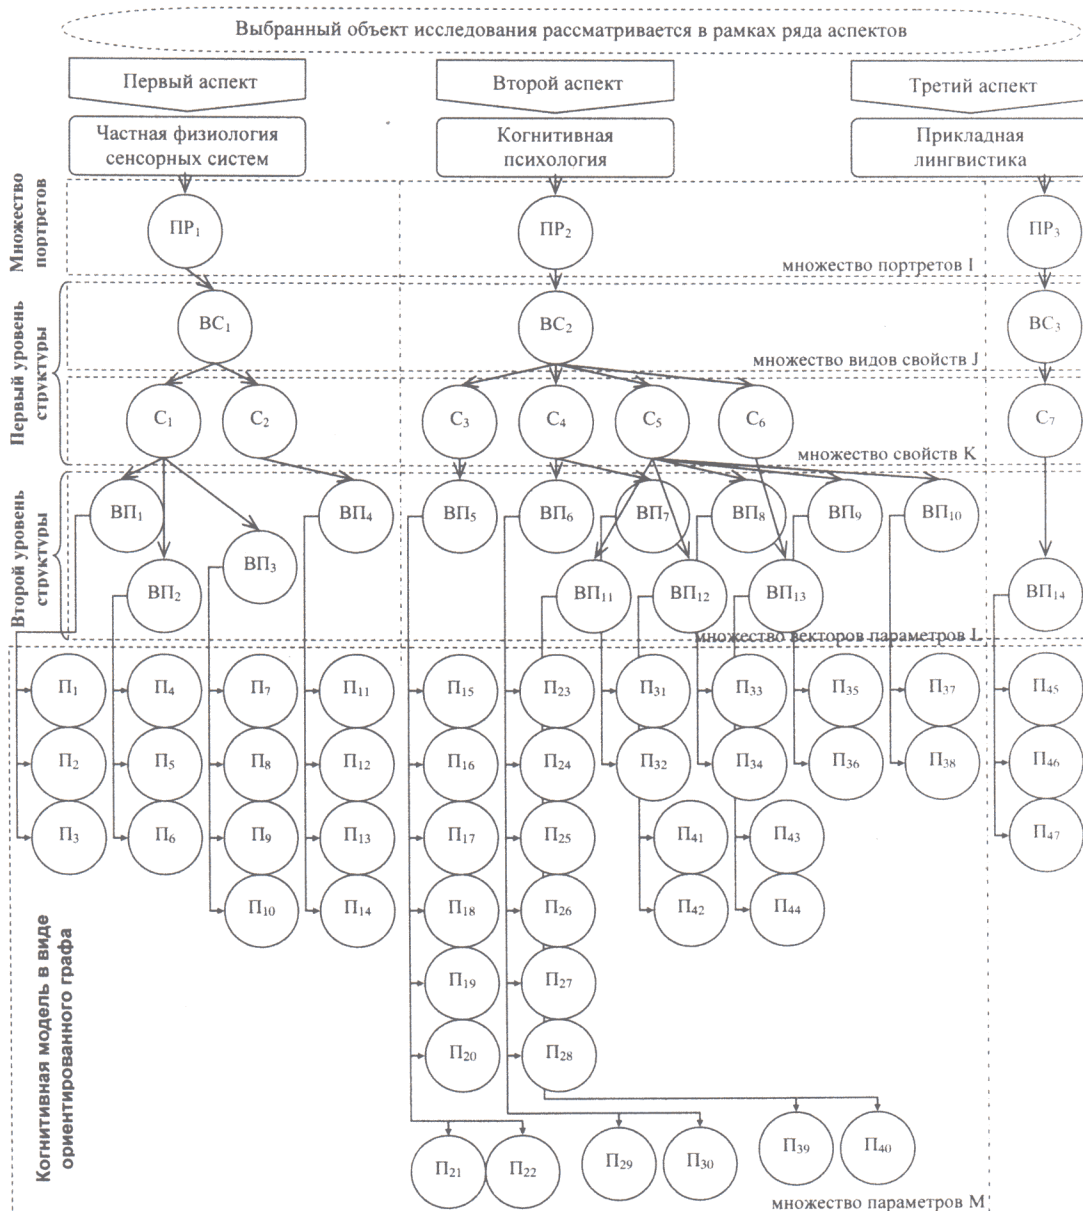 Выбранный объект исследования рассматривается в рамках ряда аспектов
Первый аспект
Второй аспект
Третий аспект
Частная физиология
сенсорных систем
Когнитивная
психология
Прикладная
лингвистика
Множество
портретов
ПР1
ПР2
ПР3
множество портретов I
Первый уровень
структуры
ВС1
ВС2
ВС3
множество видов свойств J
С1
С2
С3
С4
С5
С6
С7
множество свойств K
Второй уровень
структуры
ВП1
ВП4
ВП5
ВП6
ВП7
ВП8
ВП9
ВП10
ВП3
ВП2
ВП11
ВП12
ВП13
ВП14
множество векторов параметров L
П1
П4
П7
П11
П15
П23
П31
П33
П35
П37
П45
П2
П5
П8
П12
П16
П24
П32
П34
П36
П38
П46
П3
П6
П9
П13
П17
П25
П41
П43
П47
П10
П14
П18
П26
П42
П44
П19
П27
П20
П28
П21
П22
П29
П30
П39
П40
Когнитивная модель в виде
ориентированного графа
множество параметров M